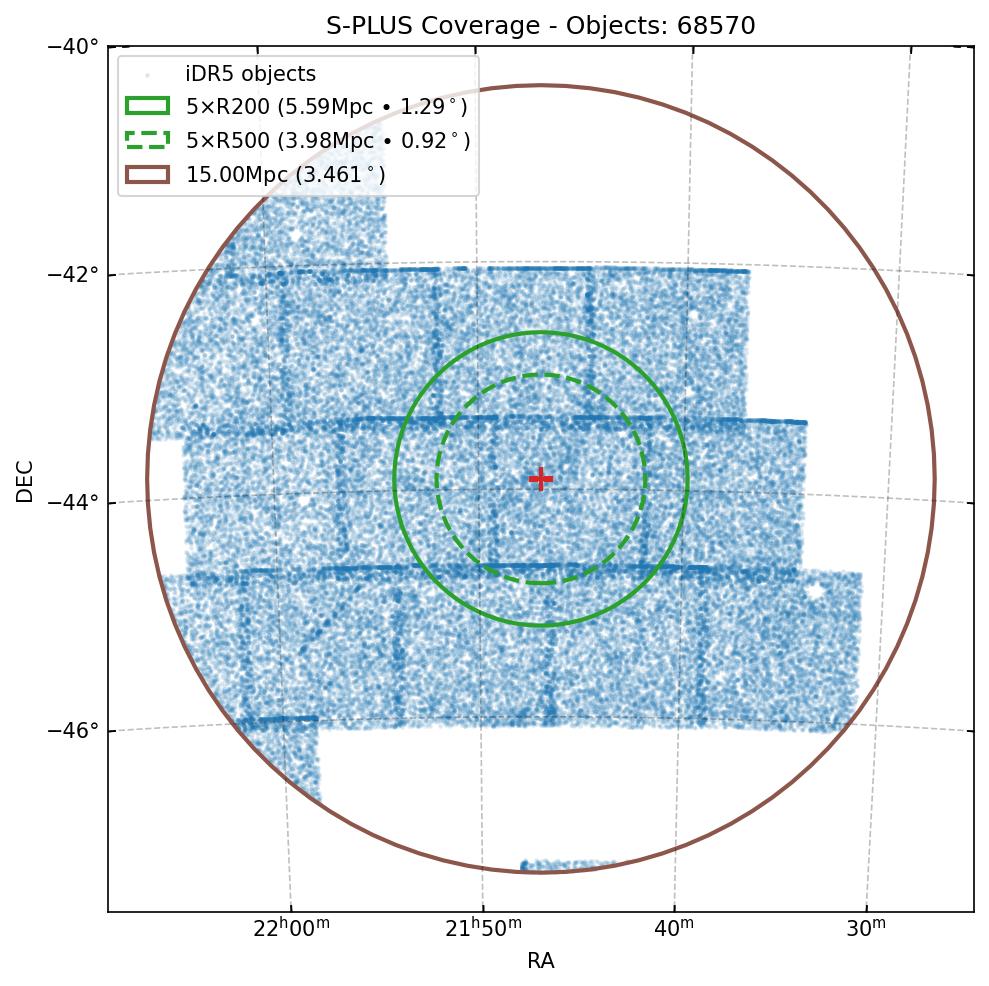 S-PLUS Coverage - Objects: 68570
iDR5 objects
5×R200 (5.59Mpc • 1.29°)
5×R500 (3.98Mpc • 0.92°)
15.00Mpc (3.461°)
−40°
−42°
−44°
−46°
DEC
22ʰ00ᵐ 21ʰ50ᵐ 40ᵐ 30ᵐ
RA